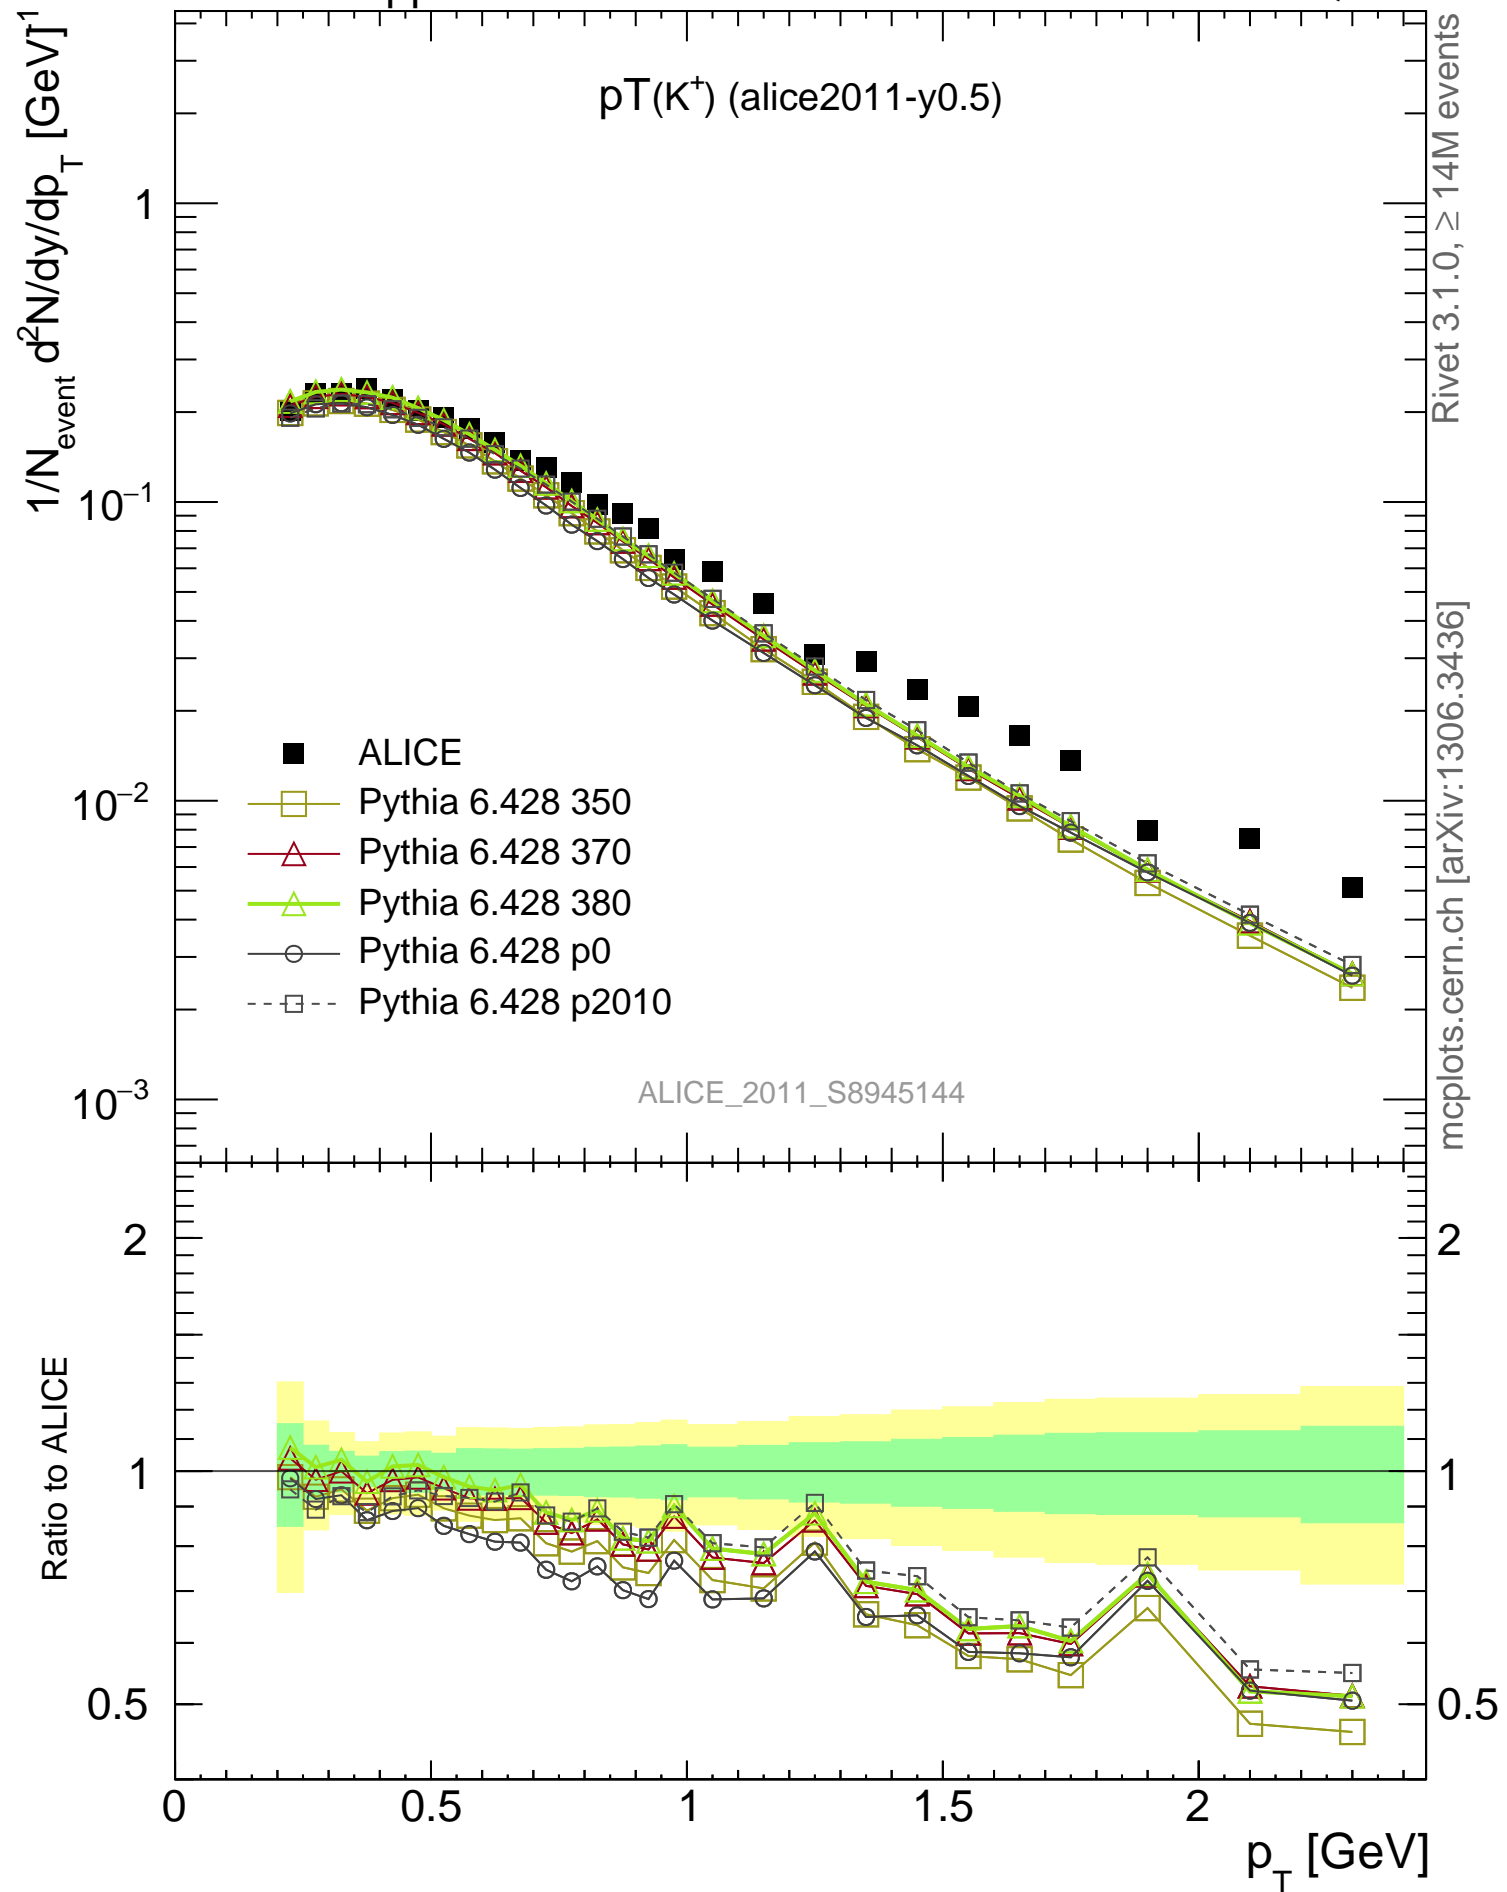 pT(K⁺) (alice2011-y0.5)
1/N_event d²N/dy/dp_T [GeV]⁻¹
1
10⁻¹
10⁻²
10⁻³
ALICE
Pythia 6.428 350
Pythia 6.428 370
Pythia 6.428 380
Pythia 6.428 p0
Pythia 6.428 p2010
ALICE_2011_S8945144
Rivet 3.1.0, ≥ 14M events
mcplots.cern.ch [arXiv:1306.3436]
Ratio to ALICE
2
1
0.5
2
1
0.5
0 0.5 1 1.5 2
p_T [GeV]